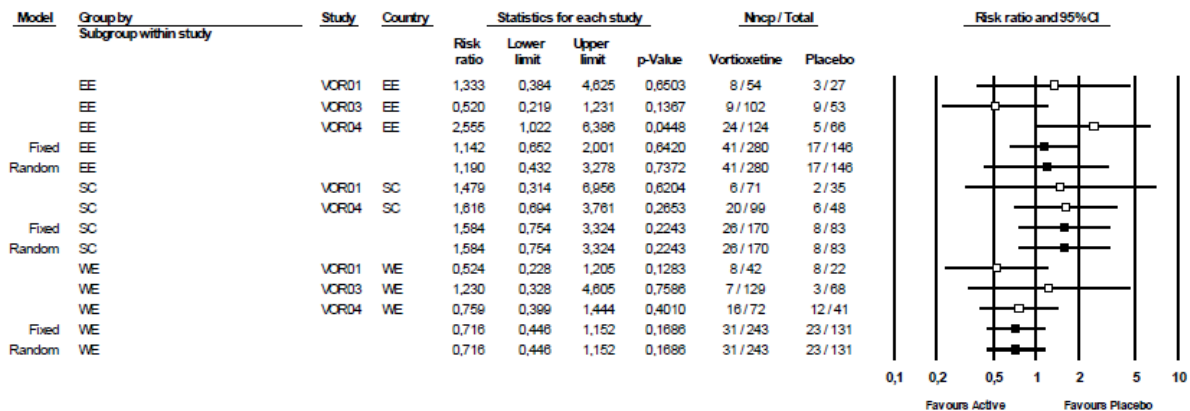 Model Group by Study Country Statistics for each study Nncp / Total Risk ratio and 95% CI
Subgroup within study
Risk ratio Lower limit Upper limit p-Value Vortioxetine Placebo
EE VOR01 EE 1,333 0,384 4,625 0,6503 8 / 54 3 / 27
EE VOR03 EE 0,520 0,219 1,231 0,1367 9 / 102 9 / 53
EE VOR04 EE 2,555 1,022 6,386 0,0448 24 / 124 5 / 66
Fixed EE 1,142 0,652 2,001 0,6420 41 / 280 17 / 146
Random EE 1,190 0,432 3,278 0,7372 41 / 280 17 / 146
SC VOR01 SC 1,479 0,314 6,956 0,6204 6 / 71 2 / 35
SC VOR04 SC 1,616 0,694 3,761 0,2653 20 / 99 6 / 48
Fixed SC 1,584 0,754 3,324 0,2243 26 / 170 8 / 83
Random SC 1,584 0,754 3,324 0,2243 26 / 170 8 / 83
WE VOR01 WE 0,524 0,228 1,205 0,1283 8 / 42 8 / 22
WE VOR03 WE 1,230 0,328 4,605 0,7586 7 / 129 3 / 68
WE VOR04 WE 0,759 0,399 1,444 0,4010 16 / 72 12 / 41
Fixed WE 0,716 0,446 1,152 0,1686 31 / 243 23 / 131
Random WE 0,716 0,446 1,152 0,1686 31 / 243 23 / 131
0,1 0,2 0,5 1 2 5 10
Favours Active Favours Placebo